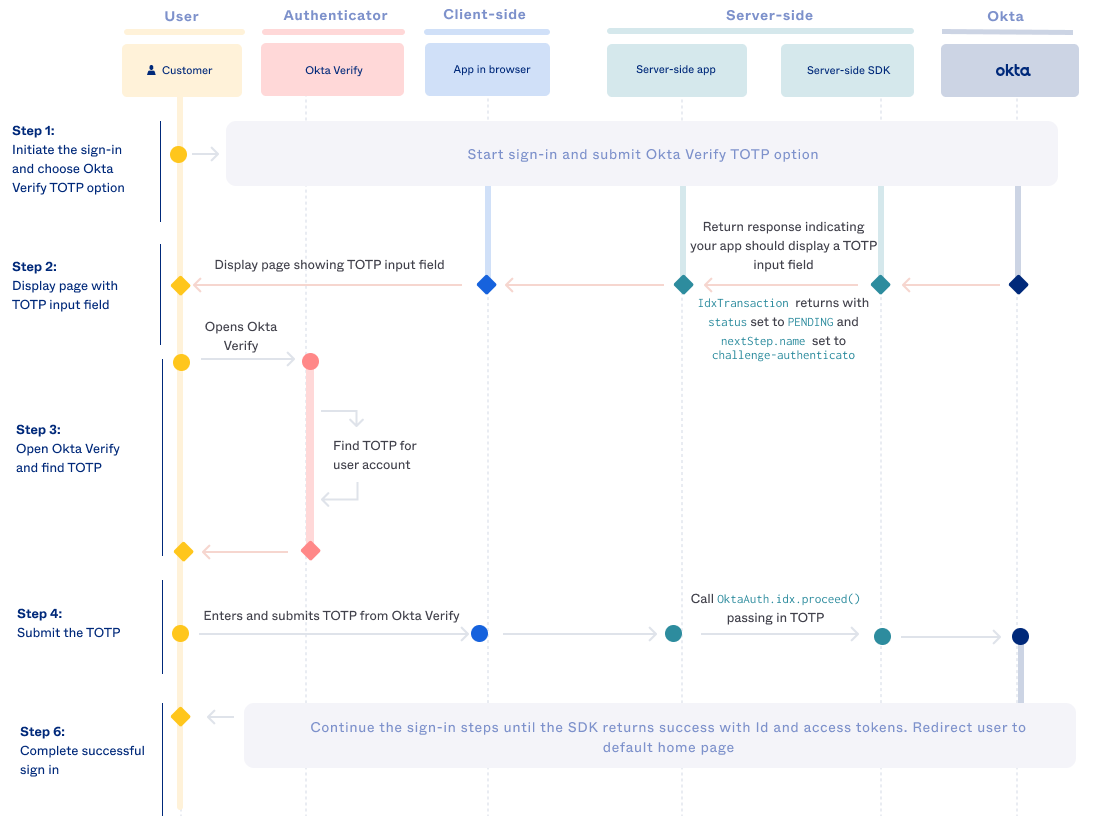 User
Authenticator
Client-side
Server-side
Okta
Customer
Okta Verify
App in browser
Server-side app
Server-side SDK
okta
Step 1:
Initiate the sign-in
and choose Okta
Verify TOTP option
Start sign-in and submit Okta Verify TOTP option
Step 2:
Display page with
TOTP input field
Display page showing TOTP input field
Return response indicating
your app should display a TOTP
input field
IdxTransaction returns with
status set to PENDING and
nextStep.name set to
challenge-authenticato
Opens Okta
Verify
Step 3:
Open Okta Verify
and find TOTP
Find TOTP for
user account
Step 4:
Submit the TOTP
Enters and submits TOTP from Okta Verify
Call OktaAuth.idx.proceed()
passing in TOTP
Step 6:
Complete successful
sign in
Continue the sign-in steps until the SDK returns success with Id and access tokens. Redirect user to
default home page